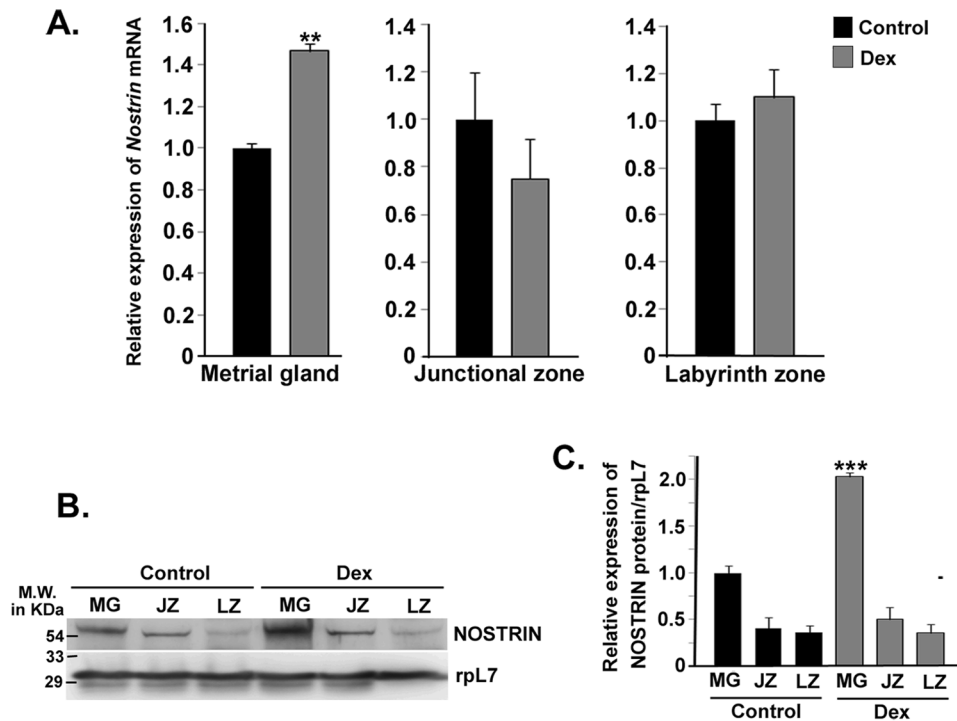 A.
Relative expression of Nostrin mRNA
1.6
1.4
1.2
1.0
0.8
0.6
0.4
0.2
0
**
Metrial gland
1.4
1.2
1.0
0.8
0.6
0.4
0.2
0
Junctional zone
1.4
1.2
1.0
0.8
0.6
0.4
0.2
0
Labyrinth zone
Control
Dex
B.
M.W.
in KDa
Control
Dex
MG JZ LZ MG JZ LZ
54
NOSTRIN
33
29
rpL7
C.
Relative expression of
NOSTRIN protein/rpL7
2.0
1.5
1.0
0.5
0
***
-
MG JZ LZ MG JZ LZ
Control Dex